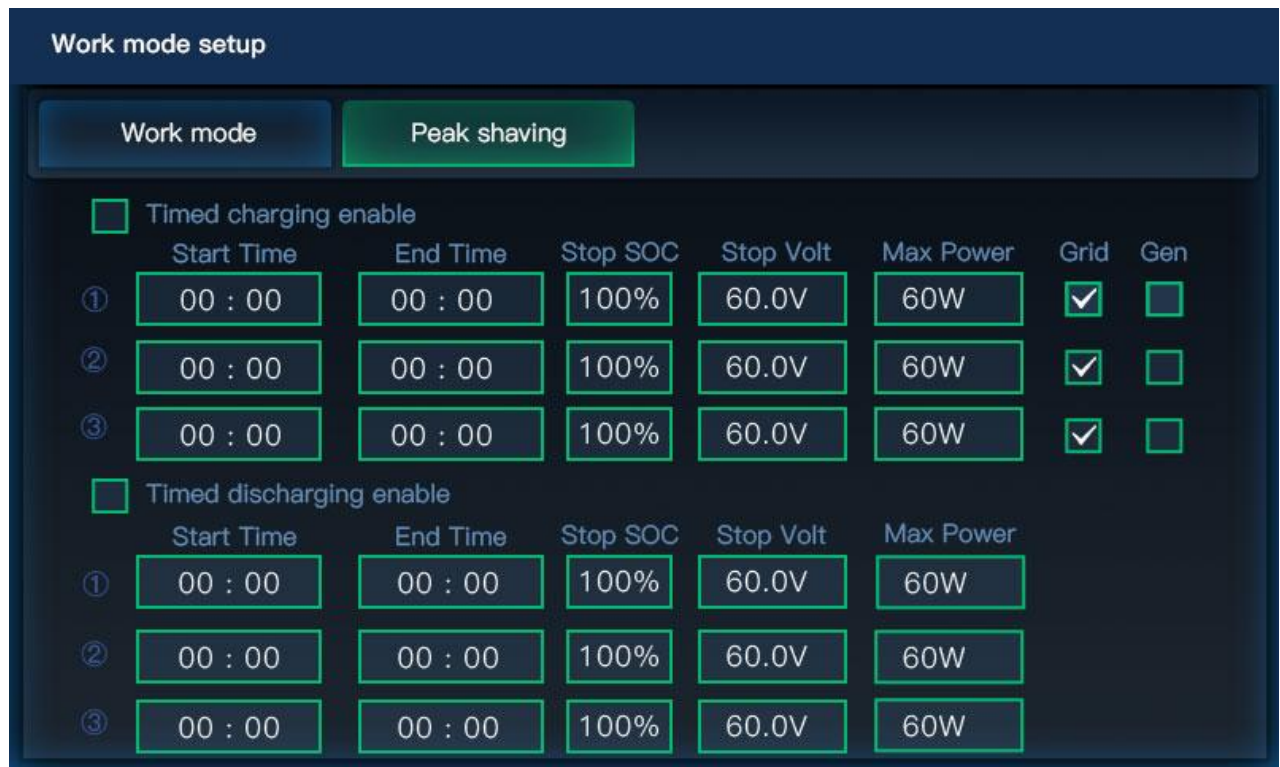 Work mode setup
Work mode Peak shaving
Timed charging enable
Start Time End Time Stop SOC Stop Volt Max Power Grid Gen
① 00 : 00 00 : 00 100% 60.0V 60W
② 00 : 00 00 : 00 100% 60.0V 60W
③ 00 : 00 00 : 00 100% 60.0V 60W
Timed discharging enable
Start Time End Time Stop SOC Stop Volt Max Power
① 00 : 00 00 : 00 100% 60.0V 60W
② 00 : 00 00 : 00 100% 60.0V 60W
③ 00 : 00 00 : 00 100% 60.0V 60W